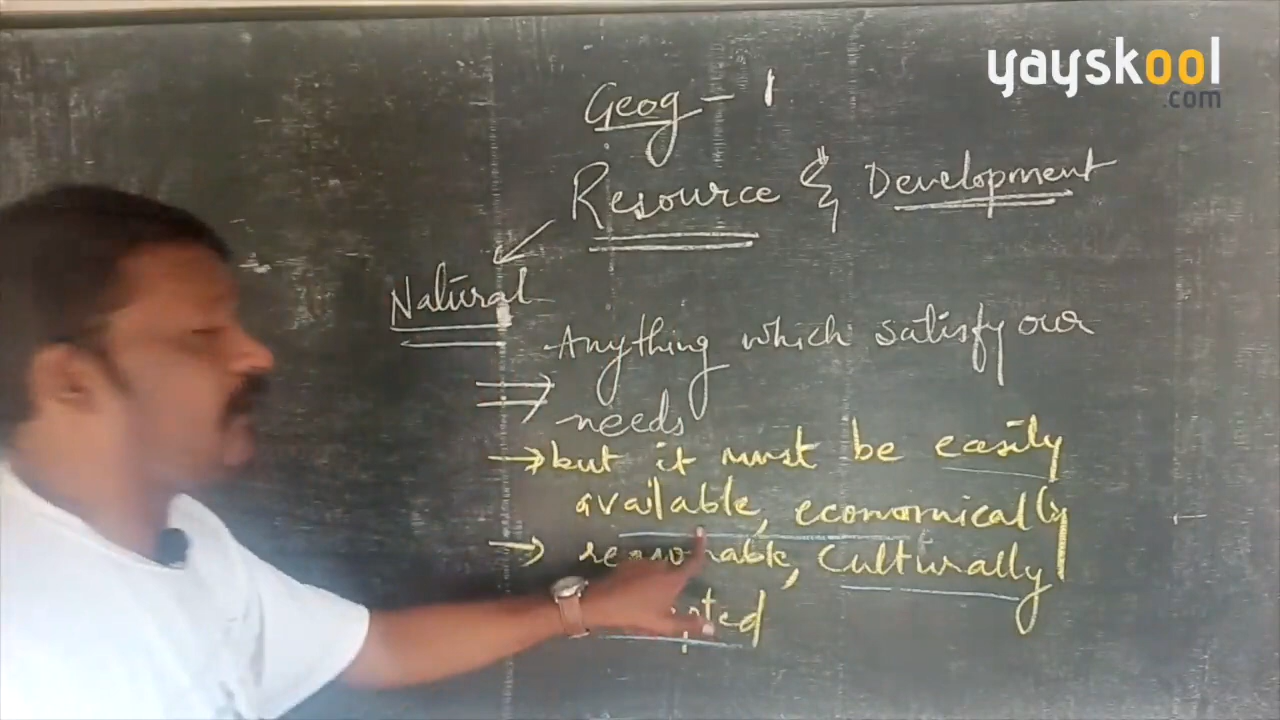 yayskool
.com
Geog - 1
Resource & Development
Natural
Anything which satisfy our
needs
but it must be easily
available, economically
reasonable, Culturally